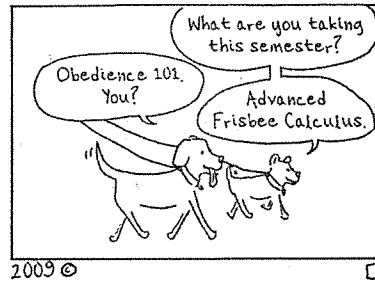 What are you taking
this semester?
Obedience 101.
You?
Advanced
Frisbee Calculus.
2009 ©